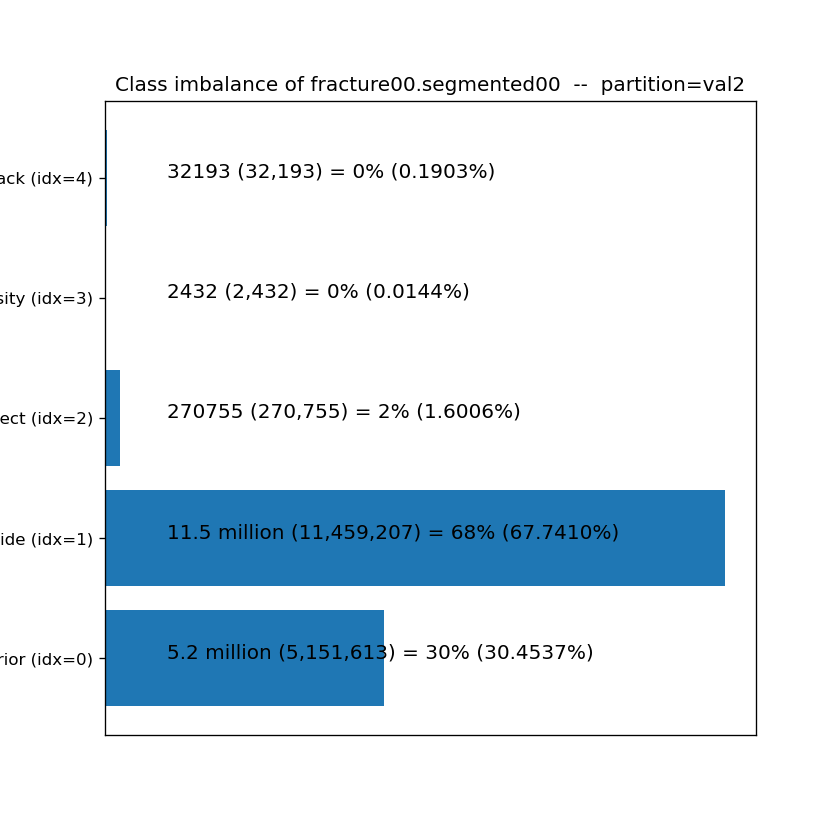 Class imbalance of fracture00.segmented00 -- partition=val2
ack (idx=4)
32193 (32,193) = 0% (0.1903%)
sity (idx=3)
2432 (2,432) = 0% (0.0144%)
ect (idx=2)
270755 (270,755) = 2% (1.6006%)
ide (idx=1)
11.5 million (11,459,207) = 68% (67.7410%)
rior (idx=0)
5.2 million (5,151,613) = 30% (30.4537%)